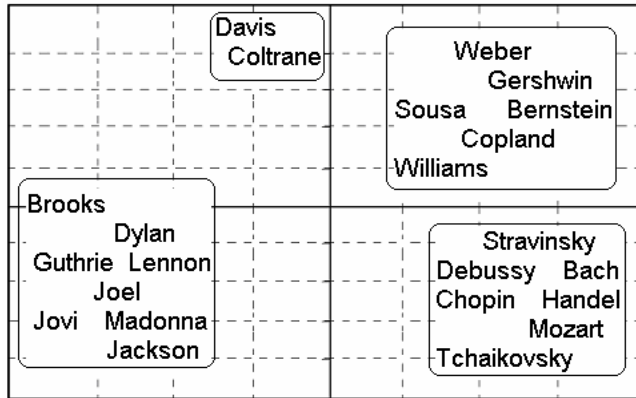 Davis
Coltrane
Weber
Gershwin
Sousa Bernstein
Copland
Williams
Brooks
Dylan
Guthrie Lennon
Joel
Jovi Madonna
Jackson
Stravinsky
Debussy Bach
Chopin Handel
Mozart
Tchaikovsky